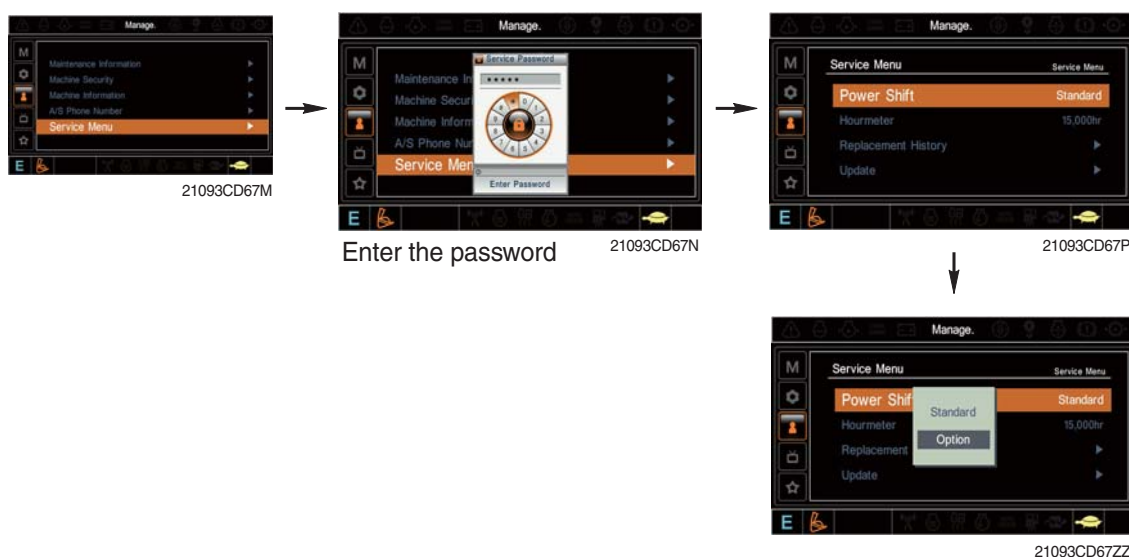 Manage.
M
Maintenance Information
Machine Security
Machine Information
A/S Phone Number
Service Menu
E
21093CD67M
Manage.
M
Service Password
*****
Maintenance In
Machine Secur
Machine Inform
A/S Phone Nu
Service Men
Enter Password
E
Enter the password
21093CD67N
Manage.
M
Service Menu Service Menu
Power Shift Standard
Hourmeter 15,000hr
Replacement History
Update
E
21093CD67P
Manage.
M
Service Menu Service Menu
Power Shif Standard
Standard
Hourmeter 15,000hr
Option
Replacement
Update
E
21093CD67ZZ